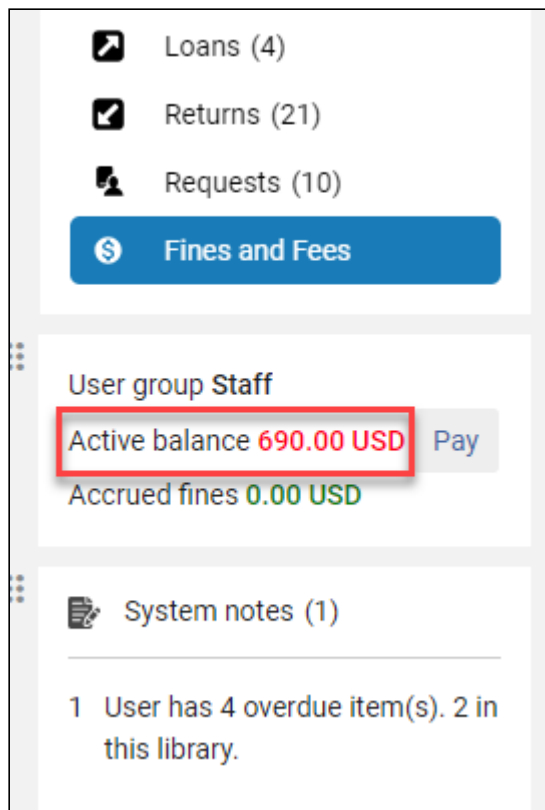 Loans (4)
Returns (21)
Requests (10)
Fines and Fees
User group Staff
Active balance 690.00 USD Pay
Accrued fines 0.00 USD
System notes (1)
1 User has 4 overdue item(s). 2 in
this library.